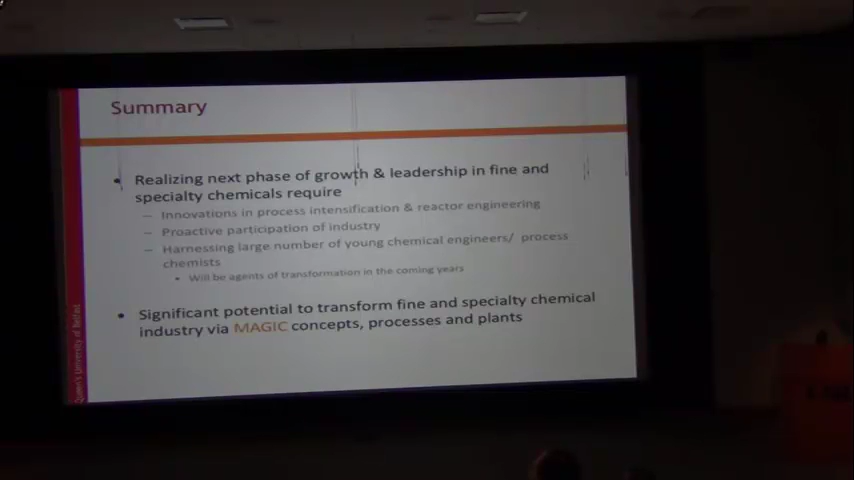 Summary
• Realizing next phase of growth & leadership in fine and
specialty chemicals require
– Innovations in process intensification & reactor engineering
– Proactive participation of industry
– Harnessing large number of young chemical engineers/ process
chemists
• Will be agents of transformation in the coming years
• Significant potential to transform fine and specialty chemical
industry via MAGIC concepts, processes and plants
Queen's University of Belfast